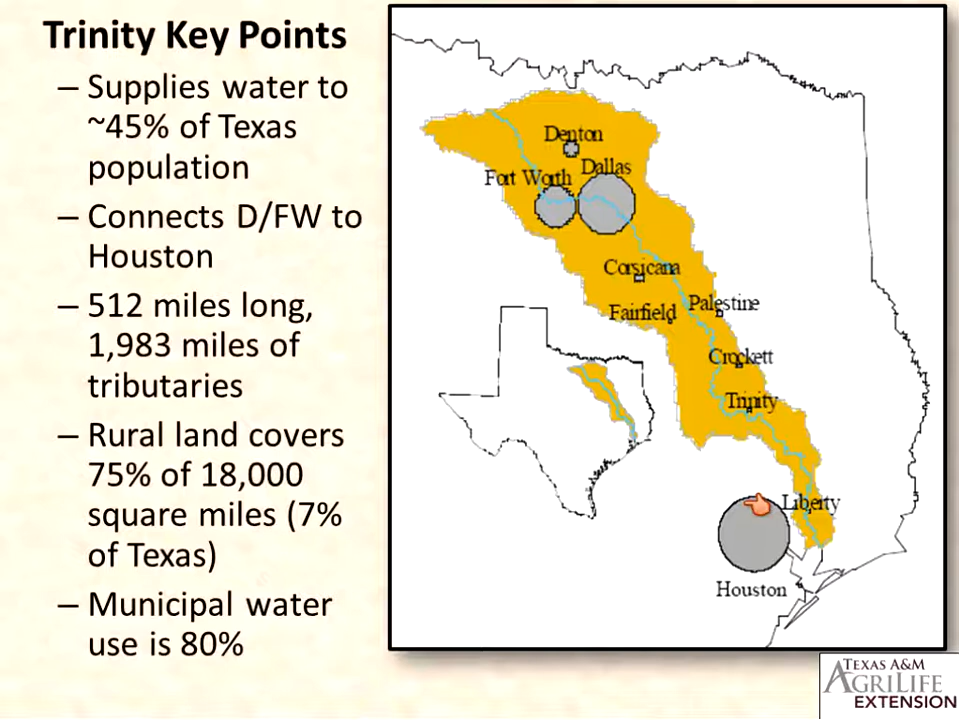 Trinity Key Points
– Supplies water to
~45% of Texas
population
– Connects D/FW to
Houston
– 512 miles long,
1,983 miles of
tributaries
– Rural land covers
75% of 18,000
square miles (7%
of Texas)
– Municipal water
use is 80%
Denton
Fort Worth
Dallas
Corsicana
Fairfield
Palestine
Crockett
Trinity
Liberty
Houston
TEXAS A&M
AGRILIFE
EXTENSION